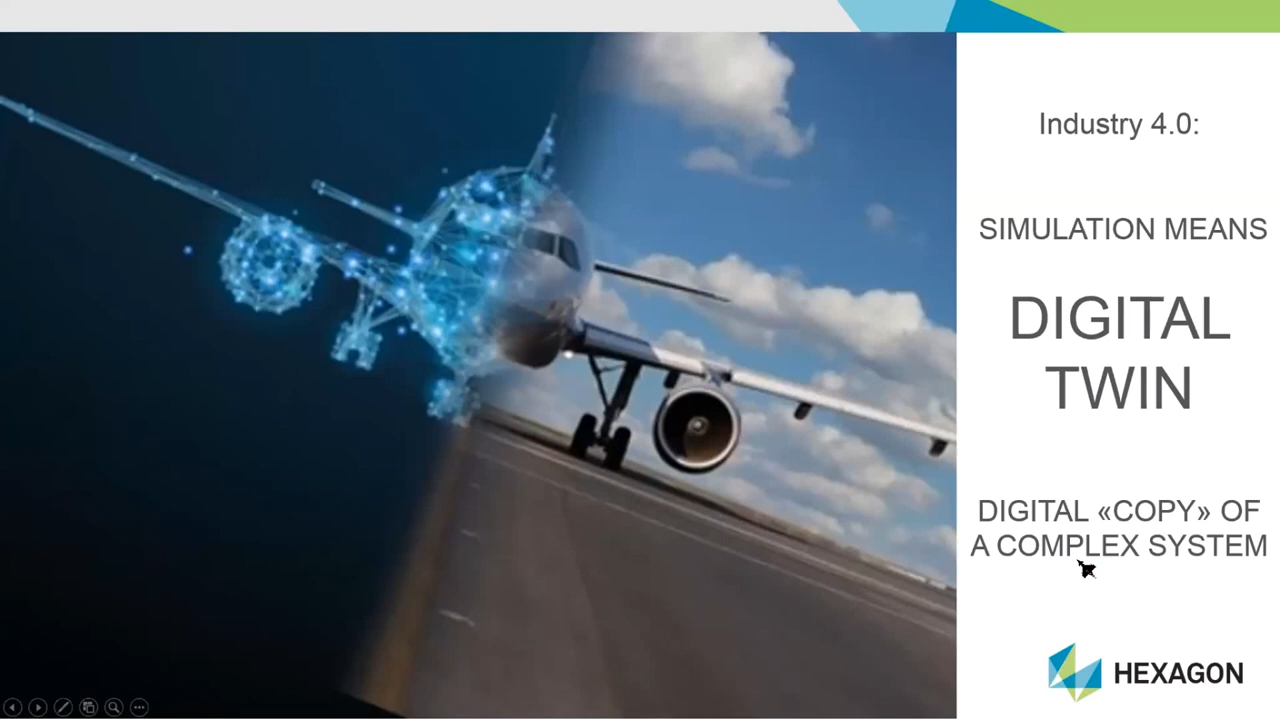 Industry 4.0:
SIMULATION MEANS
DIGITAL
TWIN
DIGITAL «COPY» OF
A COMPLEX SYSTEM
HEXAGON